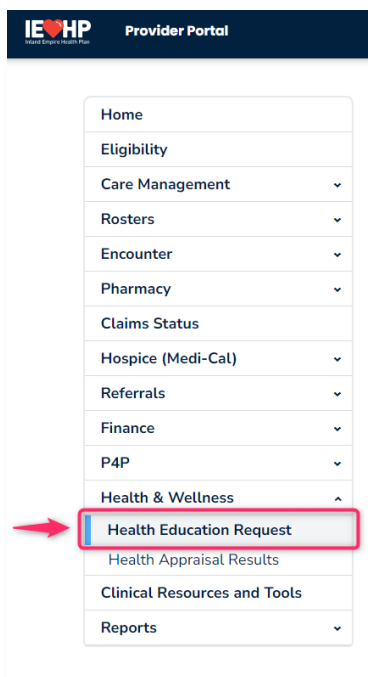 IEHP
Inland Empire Health Plan
Provider Portal
Home
Eligibility
Care Management
Rosters
Encounter
Pharmacy
Claims Status
Hospice (Medi-Cal)
Referrals
Finance
P4P
Health & Wellness
Health Education Request
Health Appraisal Results
Clinical Resources and Tools
Reports